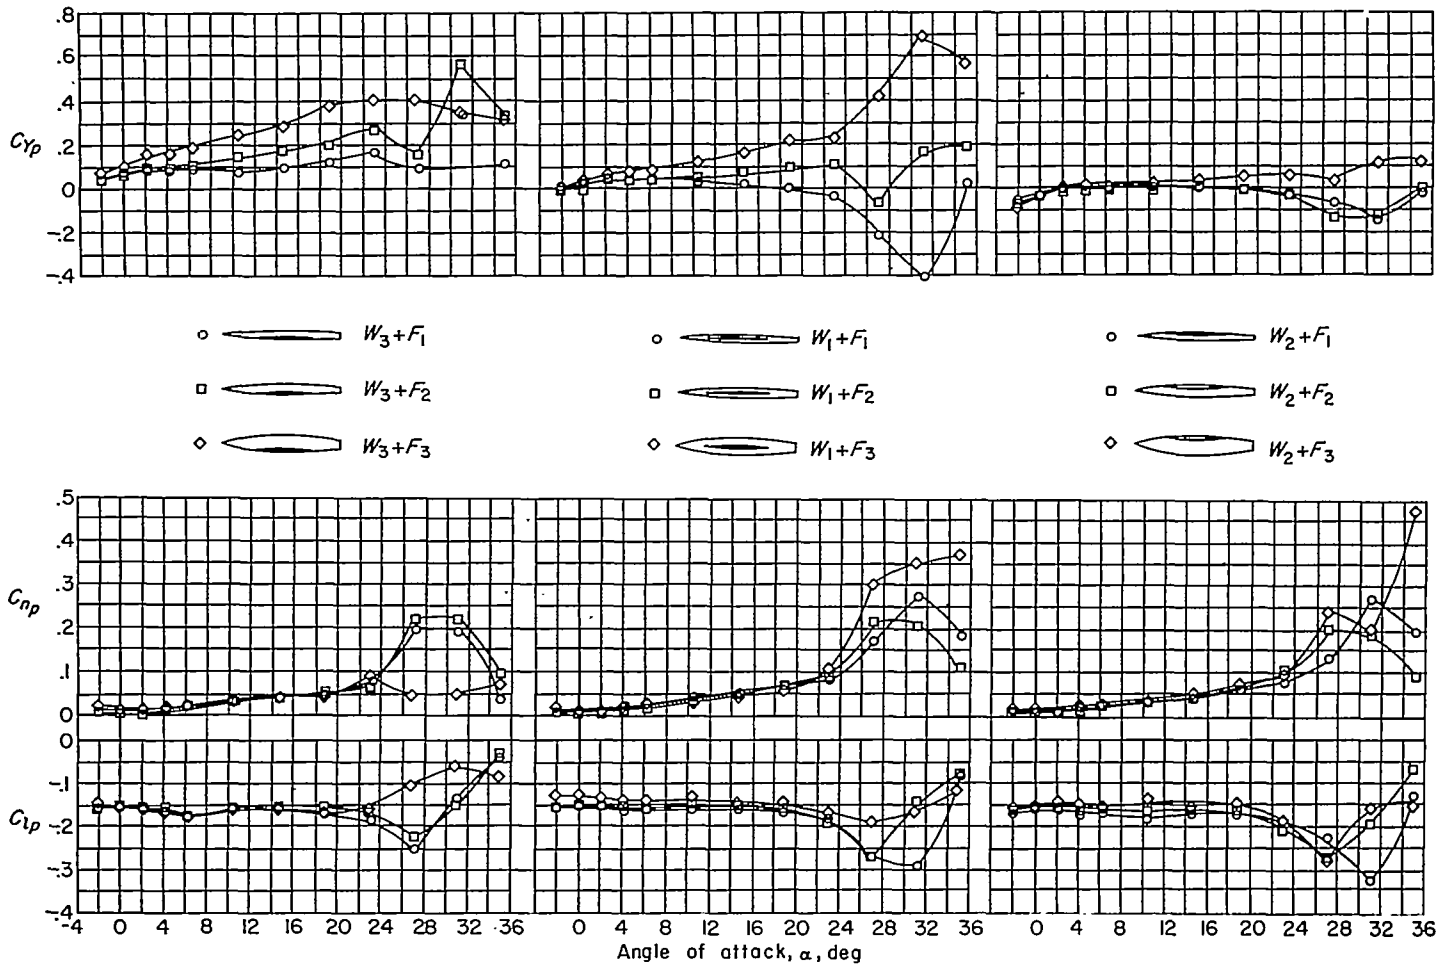 .8
.6
.4
.2
0
-.2
-.4
CYp
W3+F1
W1+F1
W2+F1
W3+F2
W1+F2
W2+F2
W3+F3
W1+F3
W2+F3
.5
.4
.3
.2
.1
0
Cnp
0
-.1
-.2
-.3
-.4
Clp
-4 0 4 8 12 16 20 24 28 32 36
0 4 8 12 16 20 24 28 32 36
0 4 8 12 16 20 24 28 32 36
Angle of attack, α, deg